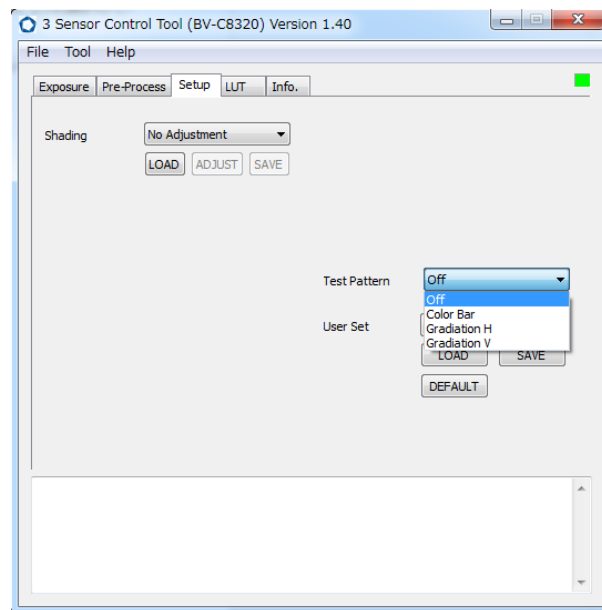 3 Sensor Control Tool (BV-C8320) Version 1.40
File Tool Help
Exposure Pre-Process Setup LUT Info.
Shading No Adjustment
LOAD ADJUST SAVE
Test Pattern Off
Off
Color Bar
User Set Gradiation H
Gradiation V
LOAD SAVE
DEFAULT